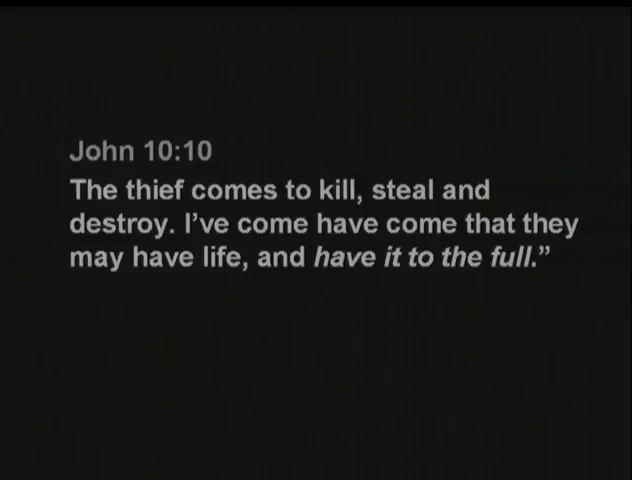 John 10:10
The thief comes to kill, steal and
destroy. I’ve come have come that they
may have life, and have it to the full.”